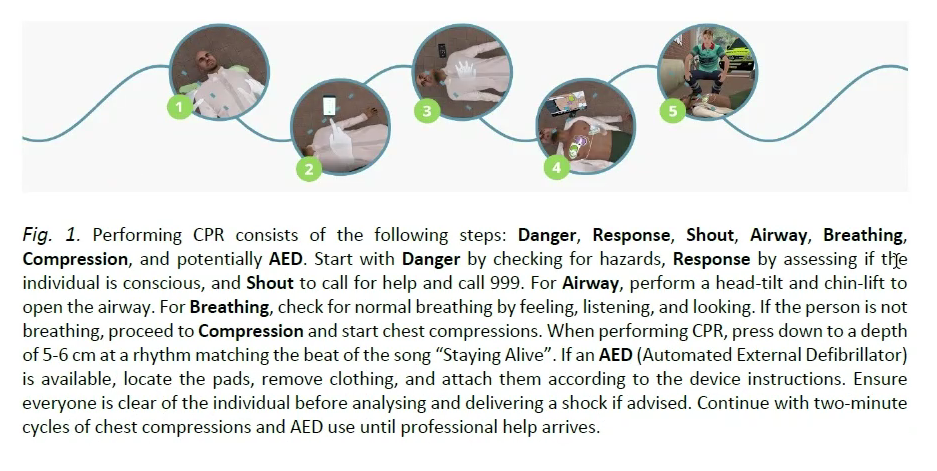 1
2
3
4
5
Fig. 1. Performing CPR consists of the following steps: Danger, Response, Shout, Airway, Breathing,
Compression, and potentially AED. Start with Danger by checking for hazards, Response by assessing if the
individual is conscious, and Shout to call for help and call 999. For Airway, perform a head-tilt and chin-lift to
open the airway. For Breathing, check for normal breathing by feeling, listening, and looking. If the person is not
breathing, proceed to Compression and start chest compressions. When performing CPR, press down to a depth
of 5-6 cm at a rhythm matching the beat of the song “Staying Alive”. If an AED (Automated External Defibrillator)
is available, locate the pads, remove clothing, and attach them according to the device instructions. Ensure
everyone is clear of the individual before analysing and delivering a shock if advised. Continue with two-minute
cycles of chest compressions and AED use until professional help arrives.